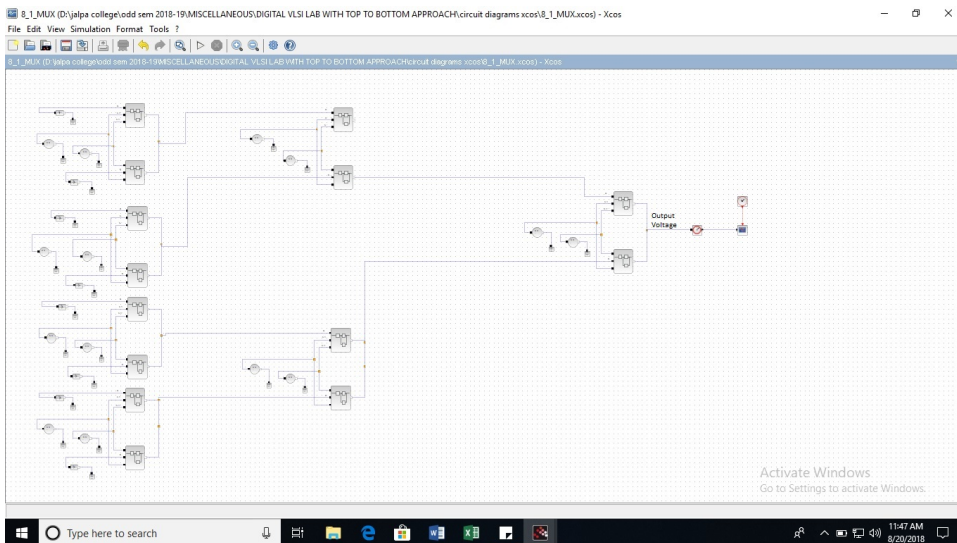 8_1_MUX (D:\jalpa college\odd sem 2018-19\MISCELLANEOUS\DIGITAL VLSI LAB WITH TOP TO BOTTOM APPROACH\circuit diagrams xcos\8_1_MUX.xcos) - Xcos
File Edit View Simulation Format Tools ?
8_1_MUX (D:\jalpa college\odd sem 2018-19\MISCELLANEOUS\DIGITAL VLSI LAB WITH TOP TO BOTTOM APPROACH\circuit diagrams xcos\8_1_MUX.xcos) - Xcos
Output
Voltage
Activate Windows
Go to Settings to activate Windows.
Type here to search
11:47 AM
8/20/2018